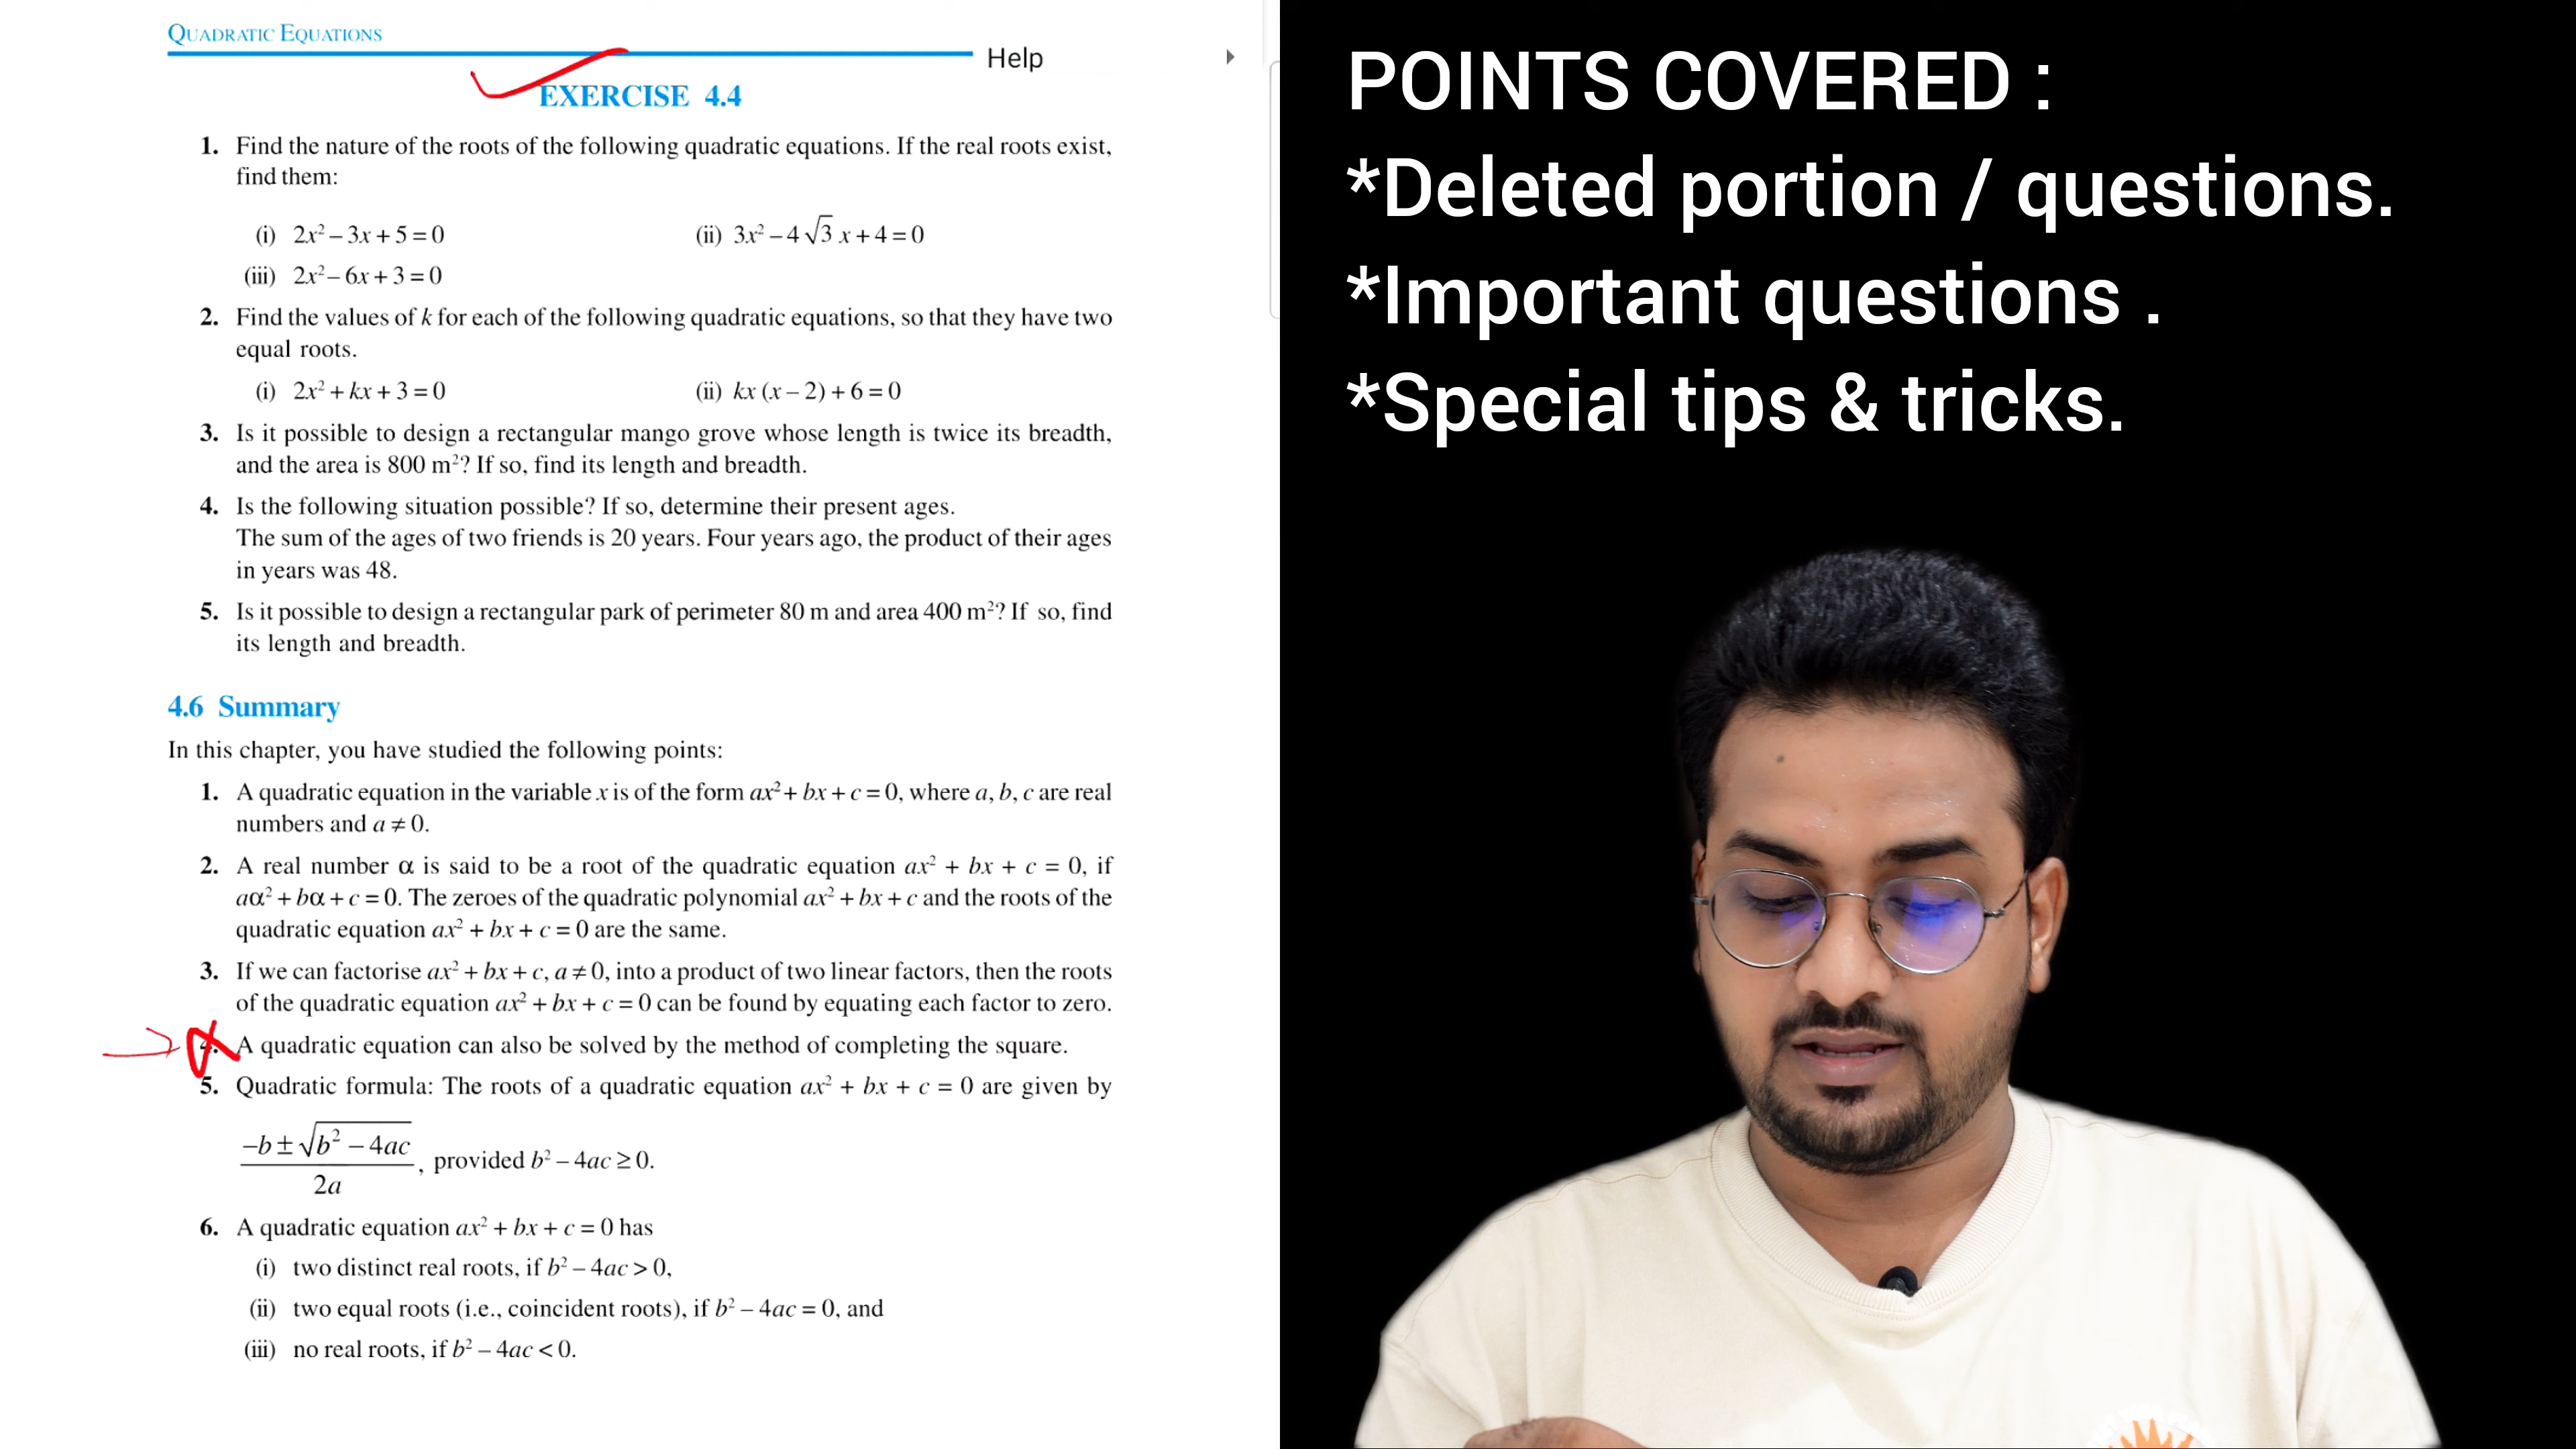 QUADRATIC EQUATIONS
Help
EXERCISE 4.4
1. Find the nature of the roots of the following quadratic equations. If the real roots exist,
find them:
(i) 2x² – 3x + 5 = 0 (ii) 3x² – 4√3 x + 4 = 0
(iii) 2x² – 6x + 3 = 0
2. Find the values of k for each of the following quadratic equations, so that they have two
equal roots.
(i) 2x² + kx + 3 = 0 (ii) kx (x – 2) + 6 = 0
3. Is it possible to design a rectangular mango grove whose length is twice its breadth,
and the area is 800 m²? If so, find its length and breadth.
4. Is the following situation possible? If so, determine their present ages.
The sum of the ages of two friends is 20 years. Four years ago, the product of their ages
in years was 48.
5. Is it possible to design a rectangular park of perimeter 80 m and area 400 m²? If so, find
its length and breadth.
4.6 Summary
In this chapter, you have studied the following points:
1. A quadratic equation in the variable x is of the form ax² + bx + c = 0, where a, b, c are real
numbers and a ≠ 0.
2. A real number α is said to be a root of the quadratic equation ax² + bx + c = 0, if
aα² + bα + c = 0. The zeroes of the quadratic polynomial ax² + bx + c and the roots of the
quadratic equation ax² + bx + c = 0 are the same.
3. If we can factorise ax² + bx + c, a ≠ 0, into a product of two linear factors, then the roots
of the quadratic equation ax² + bx + c = 0 can be found by equating each factor to zero.
4. A quadratic equation can also be solved by the method of completing the square.
5. Quadratic formula: The roots of a quadratic equation ax² + bx + c = 0 are given by
–b ± √b² – 4ac
2a
, provided b² – 4ac ≥ 0.
6. A quadratic equation ax² + bx + c = 0 has
(i) two distinct real roots, if b² – 4ac > 0,
(ii) two equal roots (i.e., coincident roots), if b² – 4ac = 0, and
(iii) no real roots, if b² – 4ac < 0.
POINTS COVERED :
*Deleted portion / questions.
*Important questions .
*Special tips & tricks.